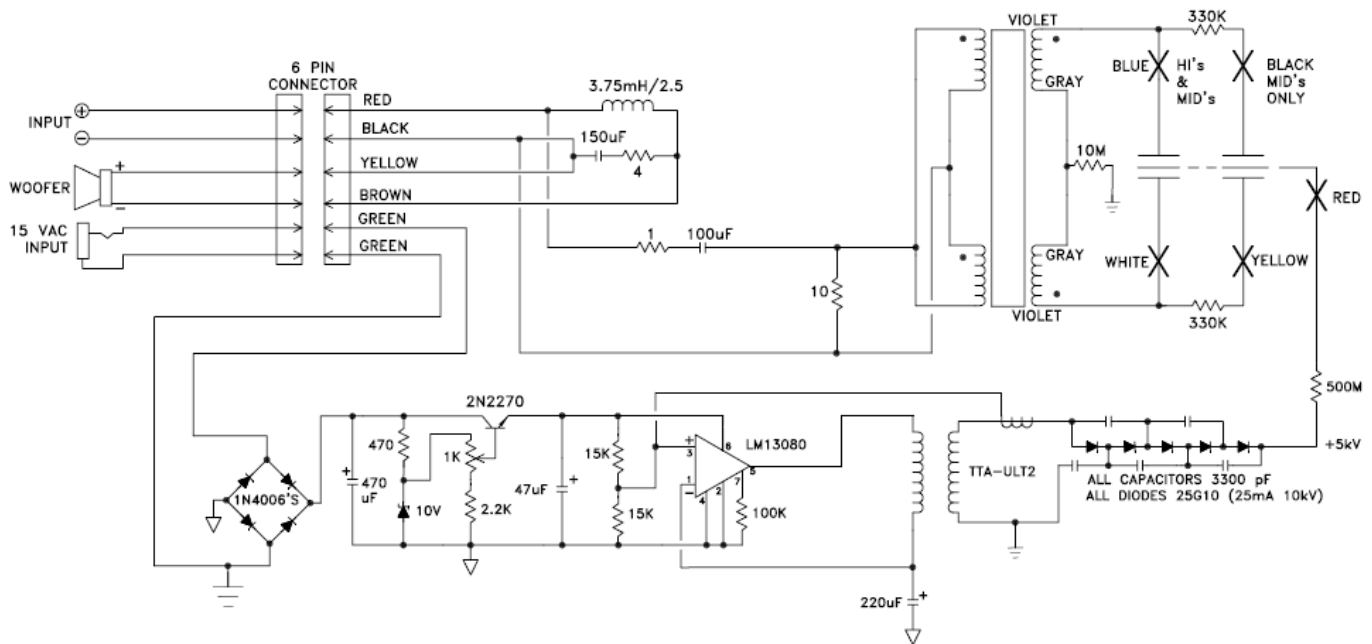 6 PIN
CONNECTOR
INPUT
+
−
WOOFER
+
−
15 VAC
INPUT
RED
BLACK
YELLOW
BROWN
GREEN
GREEN
3.75mH/2.5
150uF
4
1
100uF
10
VIOLET
GRAY
GRAY
VIOLET
10M
330K
BLUE
HI's
&
MID's
BLACK
MID's
ONLY
RED
WHITE
YELLOW
330K
500M
+5kV
1N4006'S
+
470
uF
470
10V
1K
2.2K
2N2270
47uF
+
15K
15K
+
3
−
1
6
5
7
4
2
LM13080
100K
220uF
+
TTA-ULT2
ALL CAPACITORS 3300 pF
ALL DIODES 25G10 (25mA 10kV)